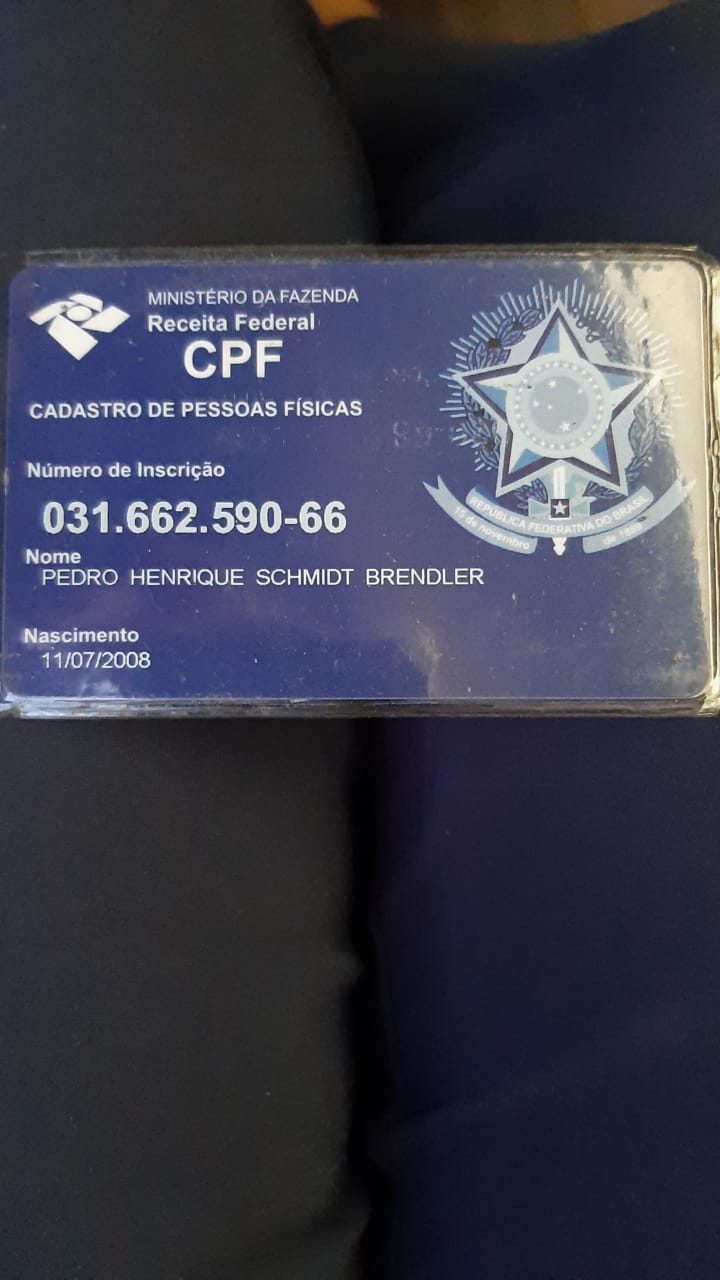 MINISTÉRIO DA FAZENDA
Receita Federal
CPF
CADASTRO DE PESSOAS FÍSICAS
Número de Inscrição
031.662.590-66
Nome
PEDRO HENRIQUE SCHMIDT BRENDLER
Nascimento
11/07/2008
REPÚBLICA FEDERATIVA DO BRASIL
15 de novembro de 1889